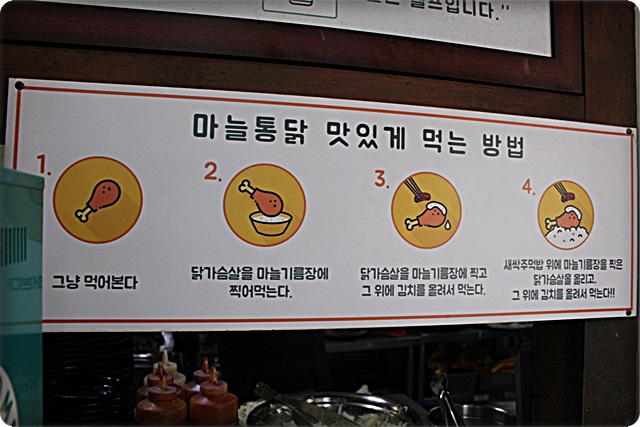 셀프입니다."
마늘통닭 맛있게 먹는 방법
1.
그냥 먹어본다
2.
닭가슴살을 마늘기름장에
찍어먹는다.
3.
닭가슴살을 마늘기름장에 찍고
그 위에 김치를 올려서 먹는다.
4.
새싹주먹밥 위에 마늘기름장을 찍은
닭가슴살을 올리고,
그 위에 김치를 올려서 먹는다!!